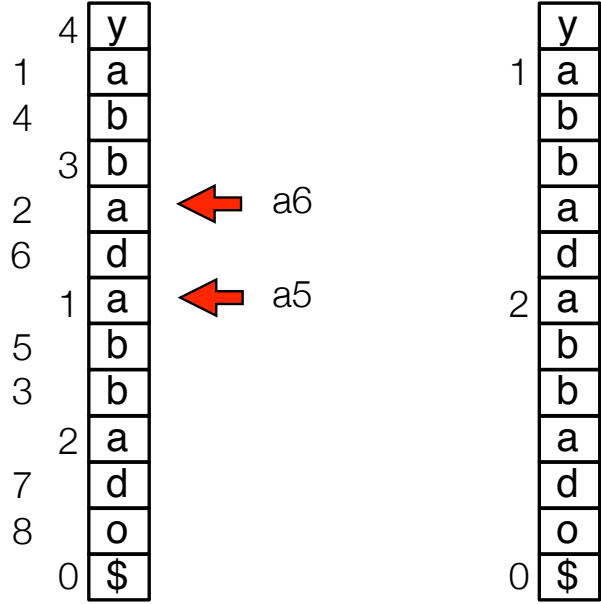 4 y y
1 a 1 a
4 b b
3 b b
2 a a6 a
6 d d
1 a a5 2 a
5 b b
3 b b
2 a a
7 d d
8 o o
0 $ 0 $